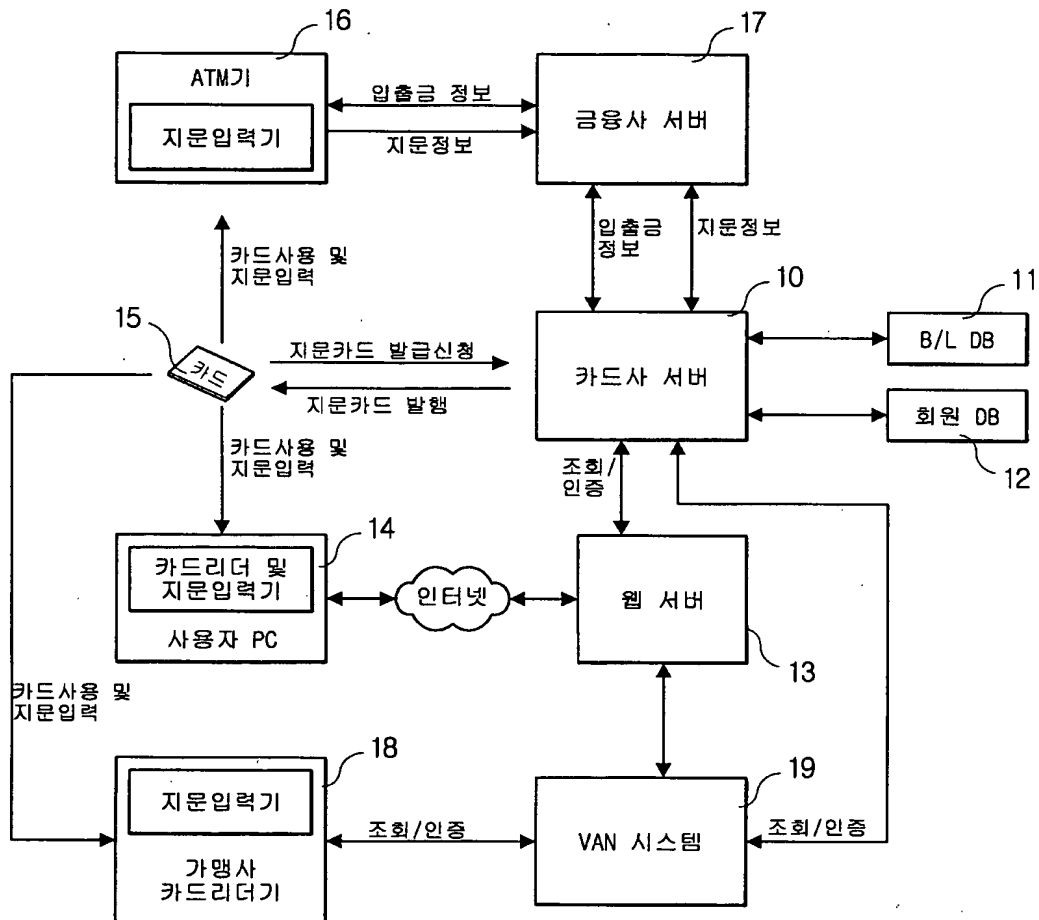 16
17
ATM기
지문입력기
입출금 정보
지문정보
금융사 서버
입출금
정보
지문정보
카드사용 및
지문입력
10
11
15
카드
지문카드 발급신청
지문카드 발행
카드사 서버
B/L DB
회원 DB
12
카드사용 및
지문입력
조회/
인증
14
카드리더 및
지문입력기
사용자 PC
인터넷
웹 서버
13
카드사용 및
지문입력
18
19
지문입력기
가맹사
카드리더기
조회/인증
VAN 시스템
조회/인증